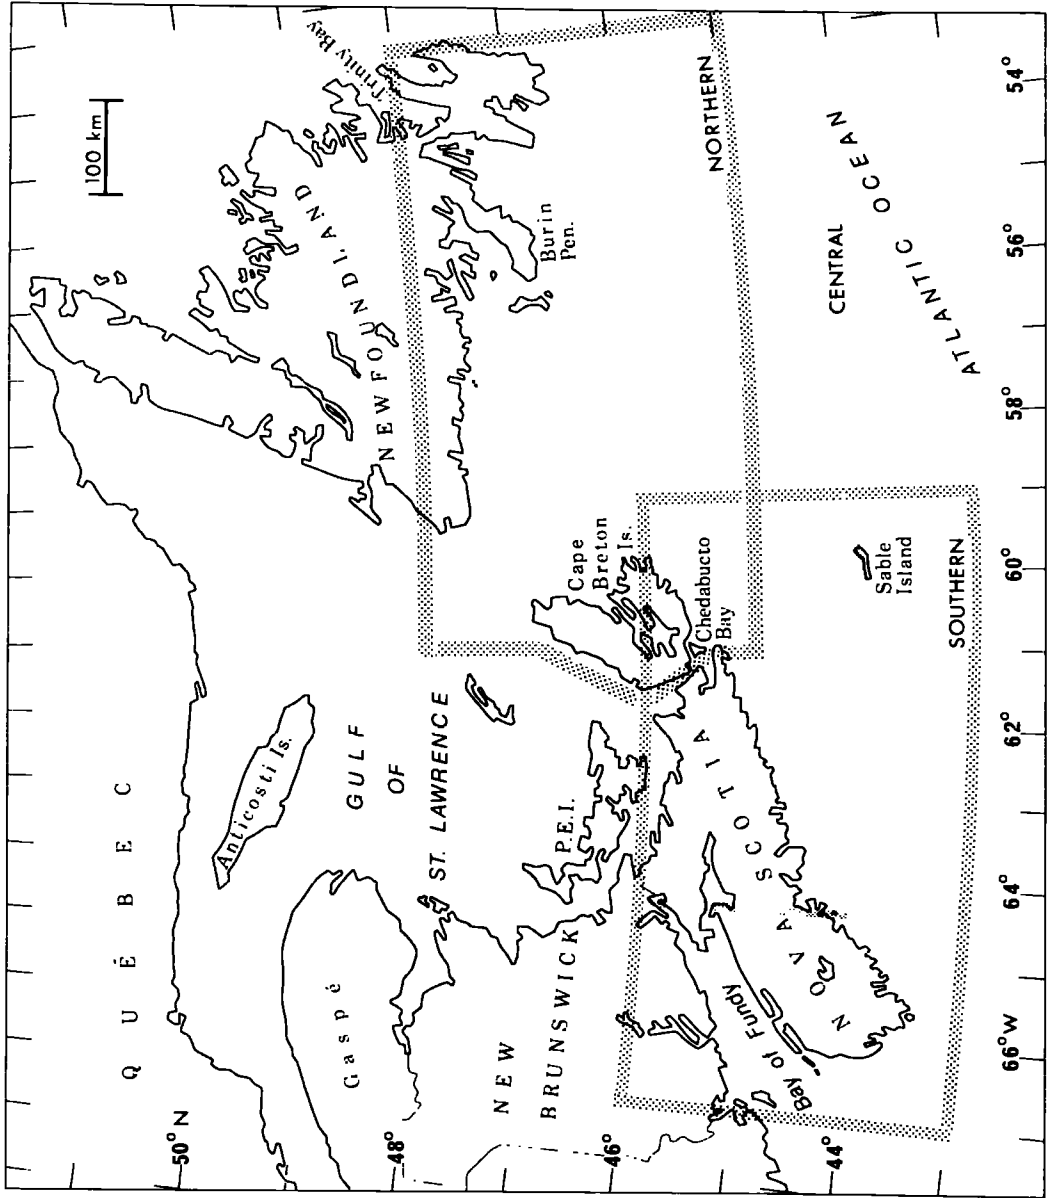 Trinity Bay
100 km
NEWFOUNDLAND
NORTHERN
54°
Burin
Pen.
CENTRAL
ATLANTIC OCEAN
56°
58°
QUÉBEC
Anticosti Is.
GULF
OF
ST. LAWRENCE
Cape
Breton
Is.
Chedabucto
Bay
Sable
Island
SOUTHERN
60°
62°
P.E.I.
NOVA SCOTIA
64°
Gaspé
NEW
BRUNSWICK
Bay of Fundy
66°W
50°N
48°
46°
44°